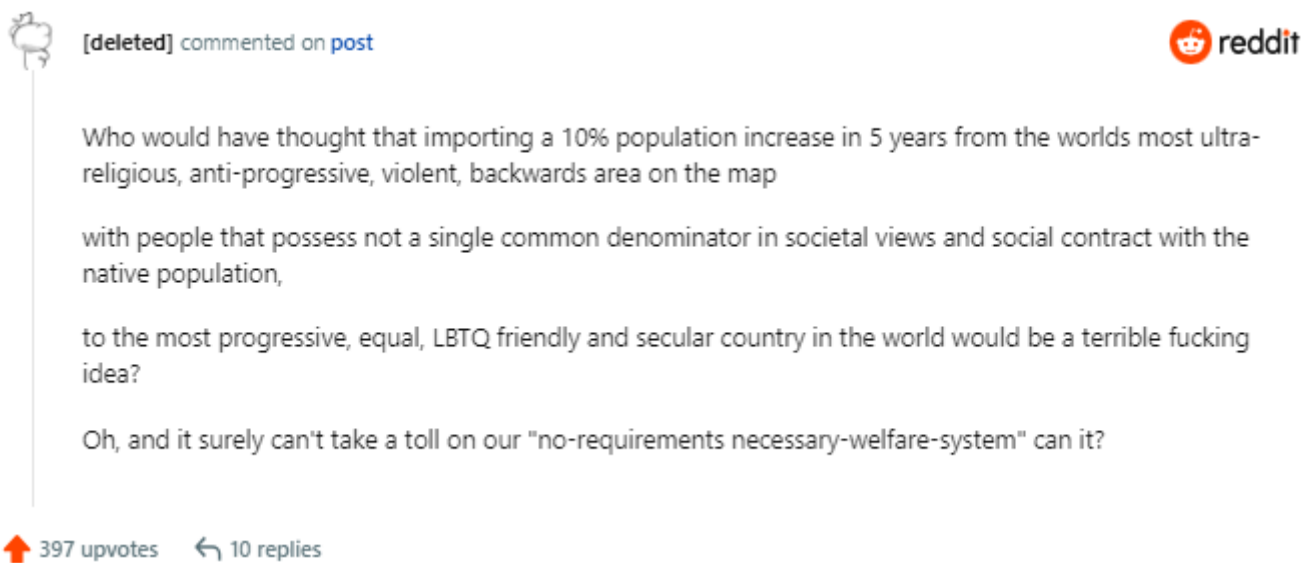 [deleted] commented on post
reddit
Who would have thought that importing a 10% population increase in 5 years from the worlds most ultra-
religious, anti-progressive, violent, backwards area on the map
with people that possess not a single common denominator in societal views and social contract with the
native population,
to the most progressive, equal, LBTQ friendly and secular country in the world would be a terrible fucking
idea?
Oh, and it surely can't take a toll on our "no-requirements necessary-welfare-system" can it?
397 upvotes 10 replies